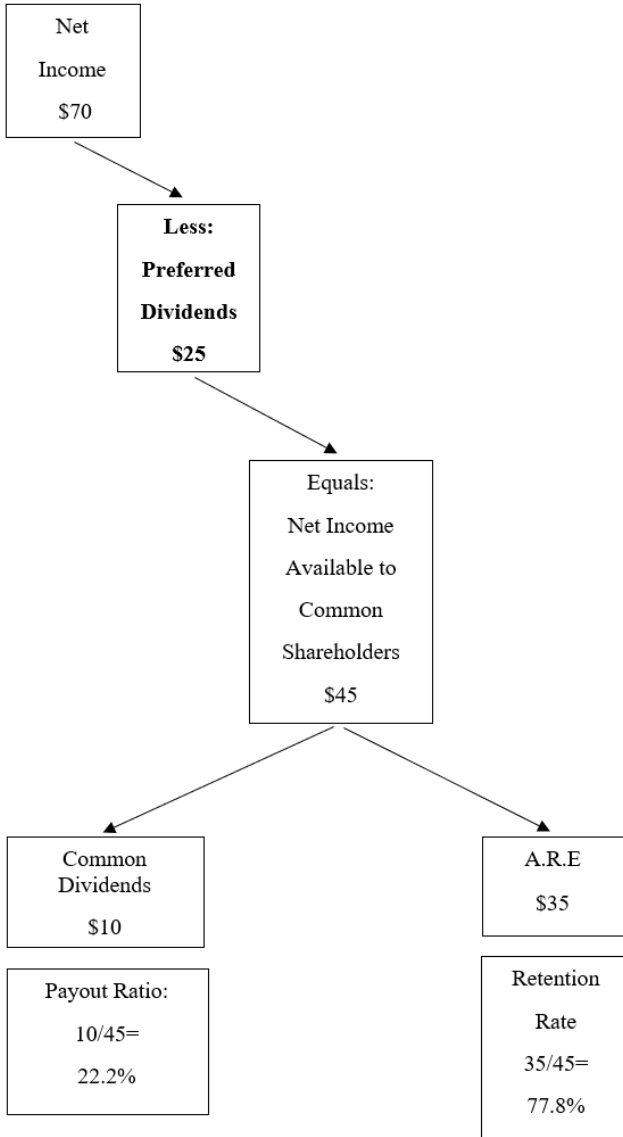 Net
Income
$70
Less:
Preferred
Dividends
$25
Equals:
Net Income
Available to
Common
Shareholders
$45
Common
Dividends
$10
A.R.E
$35
Payout Ratio:
10/45=
22.2%
Retention
Rate
35/45=
77.8%